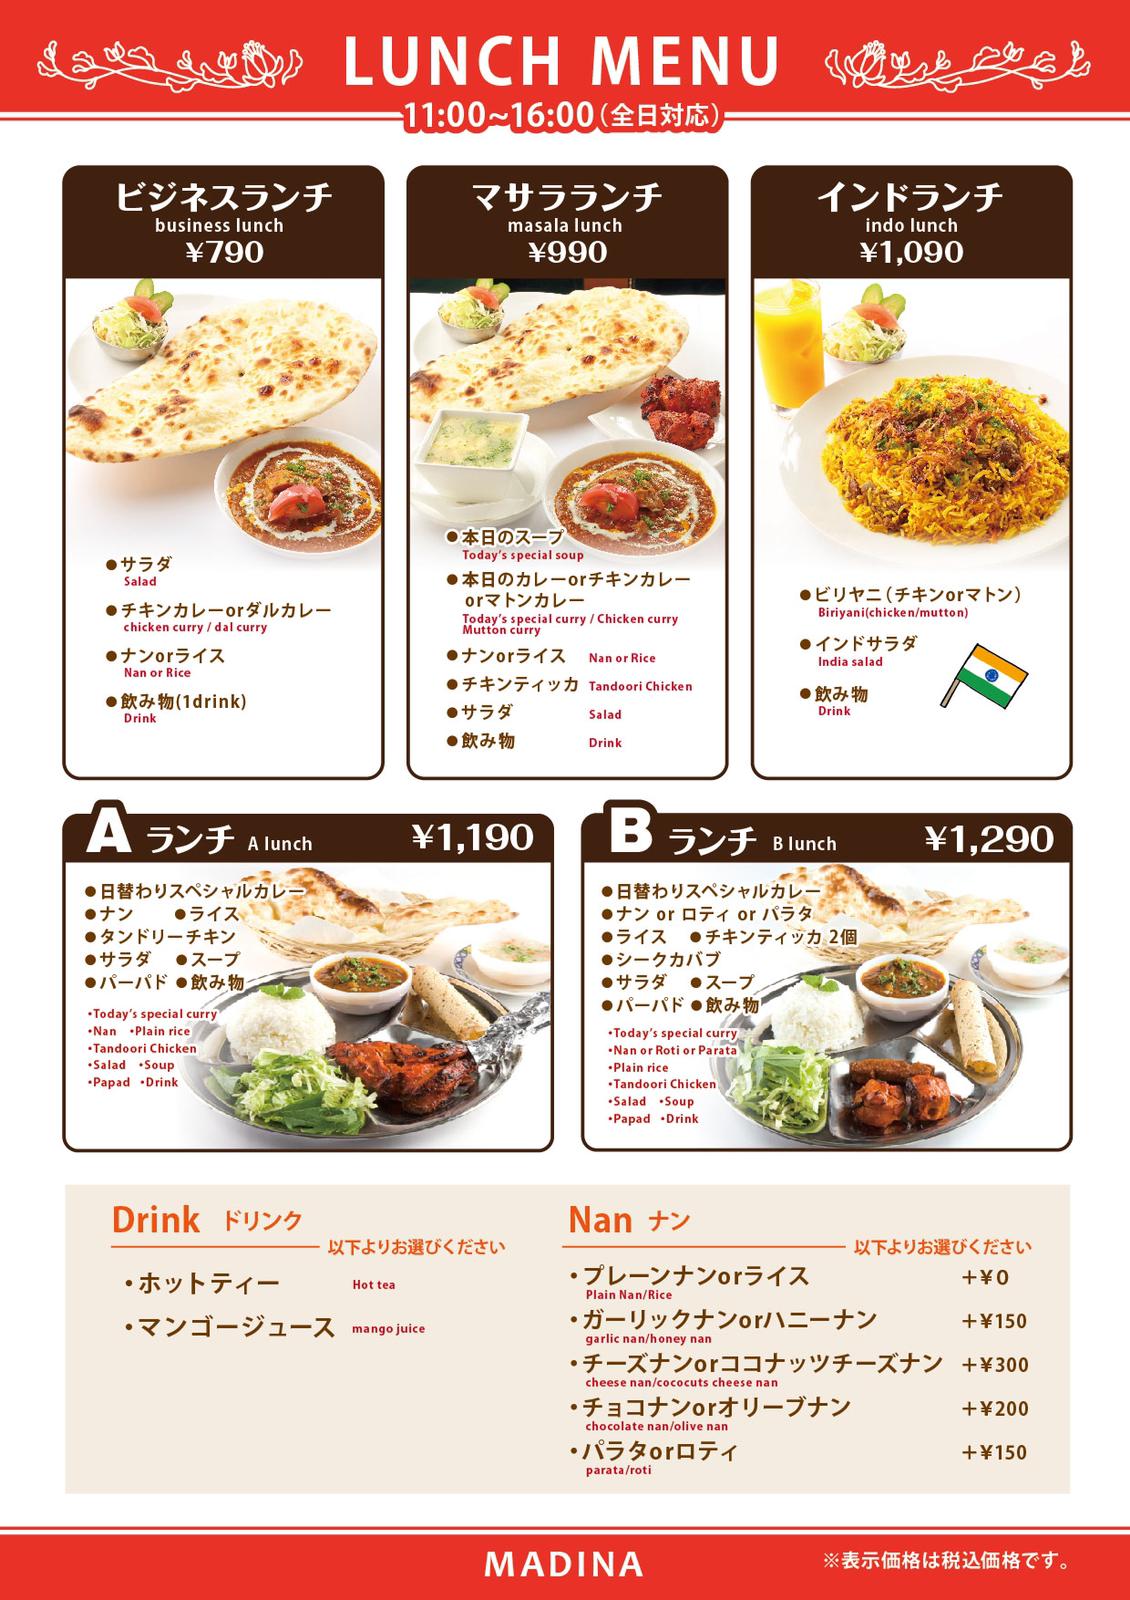 LUNCH MENU
11:00~16:00(全日対応)
ビジネスランチ
business lunch
¥790
●サラダ
Salad
●チキンカレーorダルカレー
chicken curry / dal curry
●ナンorライス
Nan or Rice
●飲み物(1drink)
Drink
マサラランチ
masala lunch
¥990
●本日のスープ
Today's special soup
●本日のカレーorチキンカレー
orマトンカレー
Today's special curry / Chicken curry
Mutton curry
●ナンorライス Nan or Rice
●チキンティッカ Tandoori Chicken
●サラダ Salad
●飲み物 Drink
インドランチ
indo lunch
¥1,090
●ビリヤニ(チキンorマトン)
Biriyani(chicken/mutton)
●インドサラダ
India salad
●飲み物
Drink
A ランチ A lunch ¥1,190
●日替わりスペシャルカレー
●ナン ●ライス
●タンドリーチキン
●サラダ ●スープ
●パーパド ●飲み物
•Today's special curry
•Nan •Plain rice
•Tandoori Chicken
•Salad •Soup
•Papad •Drink
B ランチ B lunch ¥1,290
●日替わりスペシャルカレー
●ナン or ロティ or パラタ
●ライス ●チキンティッカ 2個
●シークカバブ
●サラダ ●スープ
●パーパド ●飲み物
•Today's special curry
•Nan or Roti or Parata
•Plain rice
•Tandoori Chicken
•Salad •Soup
•Papad •Drink
Drink ドリンク
以下よりお選びください
・ホットティー Hot tea
・マンゴージュース mango juice
Nan ナン
以下よりお選びください
・プレーンナンorライス +¥0
Plain Nan/Rice
・ガーリックナンorハニーナン +¥150
garlic nan/honey nan
・チーズナンorココナッツチーズナン +¥300
cheese nan/cococuts cheese nan
・チョコナンorオリーブナン +¥200
chocolate nan/olive nan
・パラタorロティ +¥150
parata/roti
MADINA
※表示価格は税込価格です。